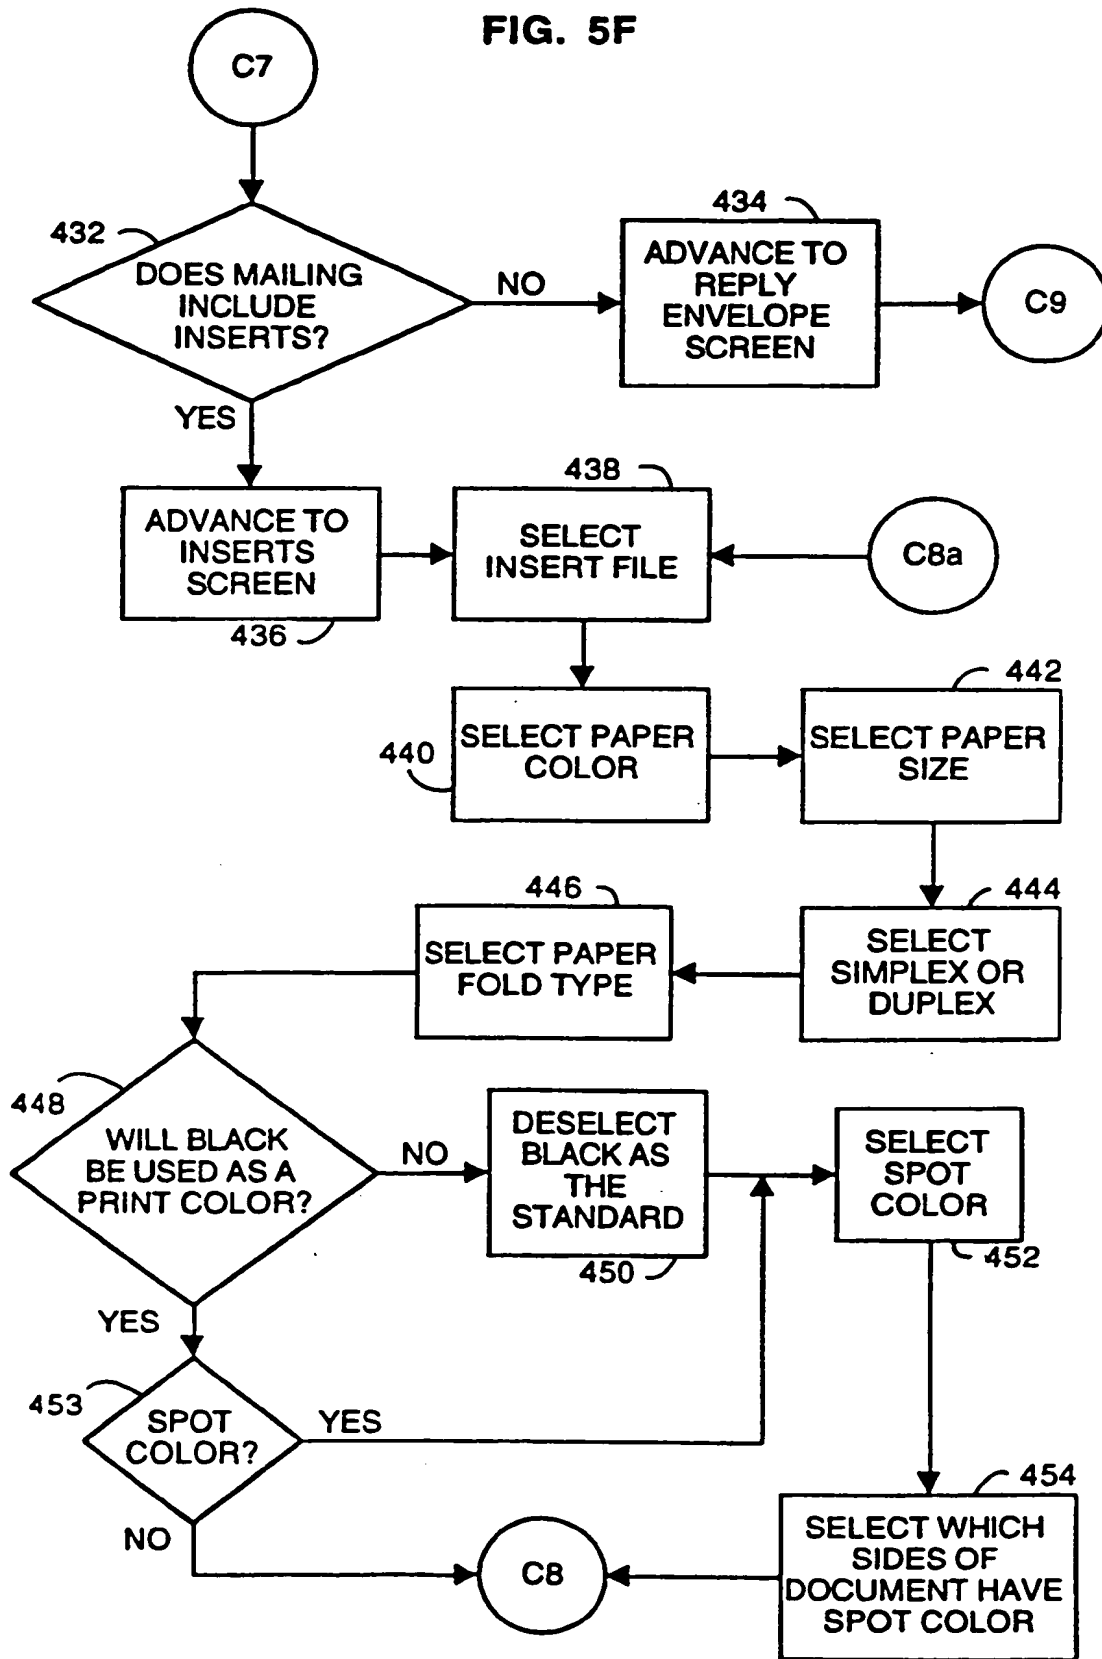 FIG. 5F
C7
432
DOES MAILING
INCLUDE
INSERTS?
NO
434
ADVANCE TO
REPLY
ENVELOPE
SCREEN
C9
YES
ADVANCE TO
INSERTS
SCREEN
436
438
SELECT
INSERT FILE
C8a
440
SELECT PAPER
COLOR
442
SELECT PAPER
SIZE
444
SELECT
SIMPLEX OR
DUPLEX
446
SELECT PAPER
FOLD TYPE
448
WILL BLACK
BE USED AS A
PRINT COLOR?
NO
DESELECT
BLACK AS
THE
STANDARD
450
SELECT
SPOT
COLOR
452
YES
453
SPOT
COLOR?
YES
NO
C8
454
SELECT WHICH
SIDES OF
DOCUMENT HAVE
SPOT COLOR